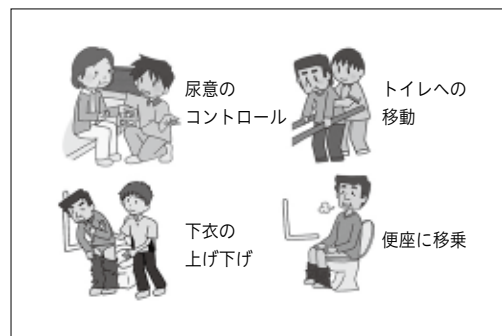 尿意の
コントロール
トイレへの
移動
下衣の
上げ下げ
便座に移乗